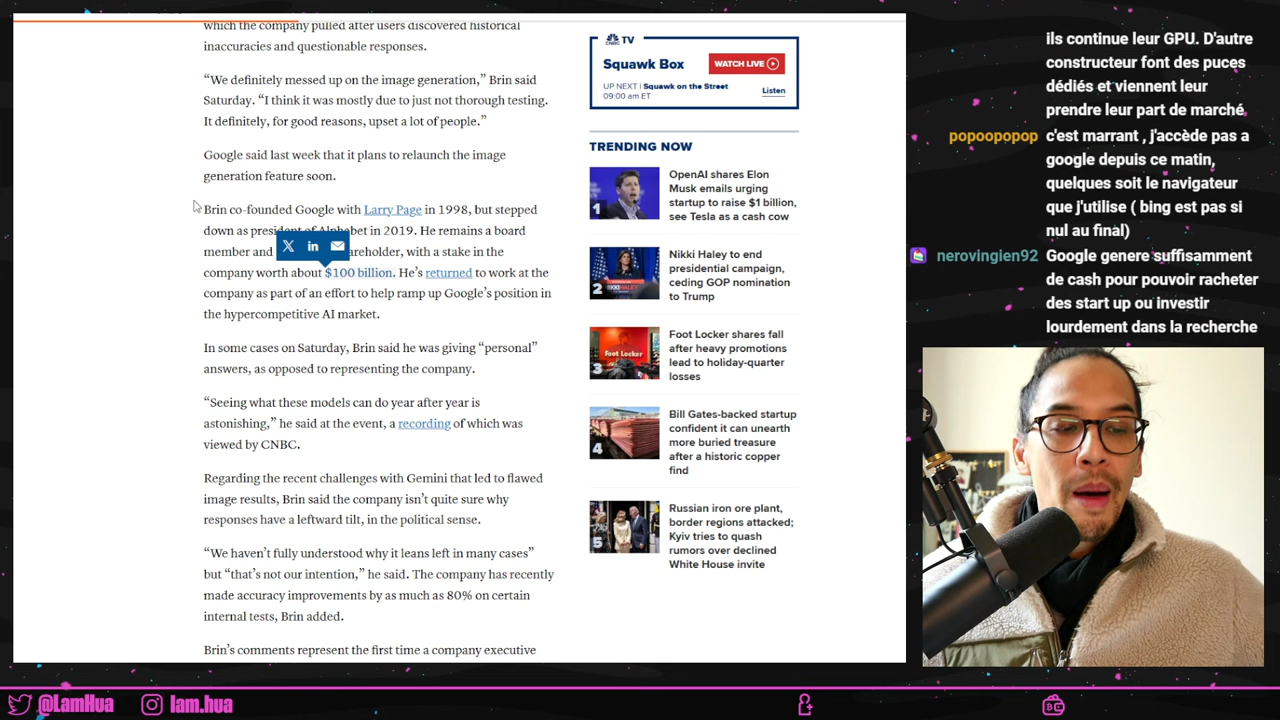 which the company pulled after users discovered historical
inaccuracies and questionable responses.
“We definitely messed up on the image generation,” Brin said
Saturday. “I think it was mostly due to just not thorough testing.
It definitely, for good reasons, upset a lot of people.”
Google said last week that it plans to relaunch the image
generation feature soon.
Brin co-founded Google with Larry Page in 1998, but stepped
down as president of Alphabet in 2019. He remains a board
member and shareholder, with a stake in the
company worth about $100 billion. He’s returned to work at the
company as part of an effort to help ramp up Google’s position in
the hypercompetitive AI market.
In some cases on Saturday, Brin said he was giving “personal”
answers, as opposed to representing the company.
“Seeing what these models can do year after year is
astonishing,” he said at the event, a recording of which was
viewed by CNBC.
Regarding the recent challenges with Gemini that led to flawed
image results, Brin said the company isn’t quite sure why
responses have a leftward tilt, in the political sense.
“We haven’t fully understood why it leans left in many cases”
but “that’s not our intention,” he said. The company has recently
made accuracy improvements by as much as 80% on certain
internal tests, Brin added.
Brin’s comments represent the first time a company executive
CNBC TV
Squawk Box
WATCH LIVE
UP NEXT | Squawk on the Street
09:00 am ET
Listen
TRENDING NOW
1
OpenAI shares Elon
Musk emails urging
startup to raise $1 billion,
see Tesla as a cash cow
2
Nikki Haley to end
presidential campaign,
ceding GOP nomination
to Trump
Foot Locker
3
Foot Locker shares fall
after heavy promotions
lead to holiday-quarter
losses
4
Bill Gates-backed startup
confident it can unearth
more buried treasure
after a historic copper
find
5
Russian iron ore plant,
border regions attacked;
Kyiv tries to quash
rumors over declined
White House invite
ils continue leur GPU. D'autre
constructeur font des puces
dédiés et viennent leur
prendre leur part de marché
popoopopop c'est marrant , j'accède pas a
google depuis ce matin,
quelques soit le navigateur
que j'utilise ( bing est pas si
nul au final)
nerovingien92 Google genere suffisamment
de cash pour pouvoir racheter
des start up ou investir
lourdement dans la recherche
@LamHua
lam.hua